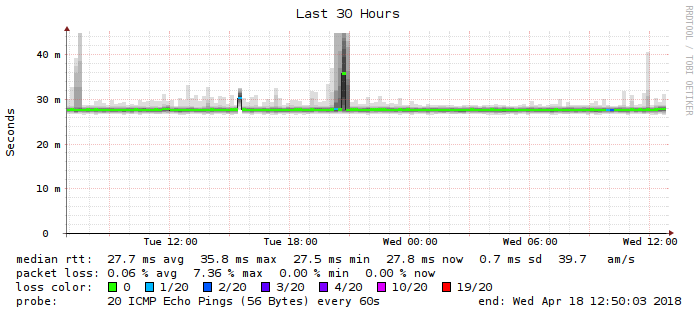 Last 30 Hours
RRDTOOL / TOBI OETIKER
Seconds
40 m
30 m
20 m
10 m
0
Tue 12:00 Tue 18:00 Wed 00:00 Wed 06:00 Wed 12:00
median rtt: 27.7 ms avg 35.8 ms max 27.5 ms min 27.8 ms now 0.7 ms sd 39.7 am/s
packet loss: 0.06 % avg 7.36 % max 0.00 % min 0.00 % now
loss color: 0 1/20 2/20 3/20 4/20 10/20 19/20
probe: 20 ICMP Echo Pings (56 Bytes) every 60s end: Wed Apr 18 12:50:03 2018